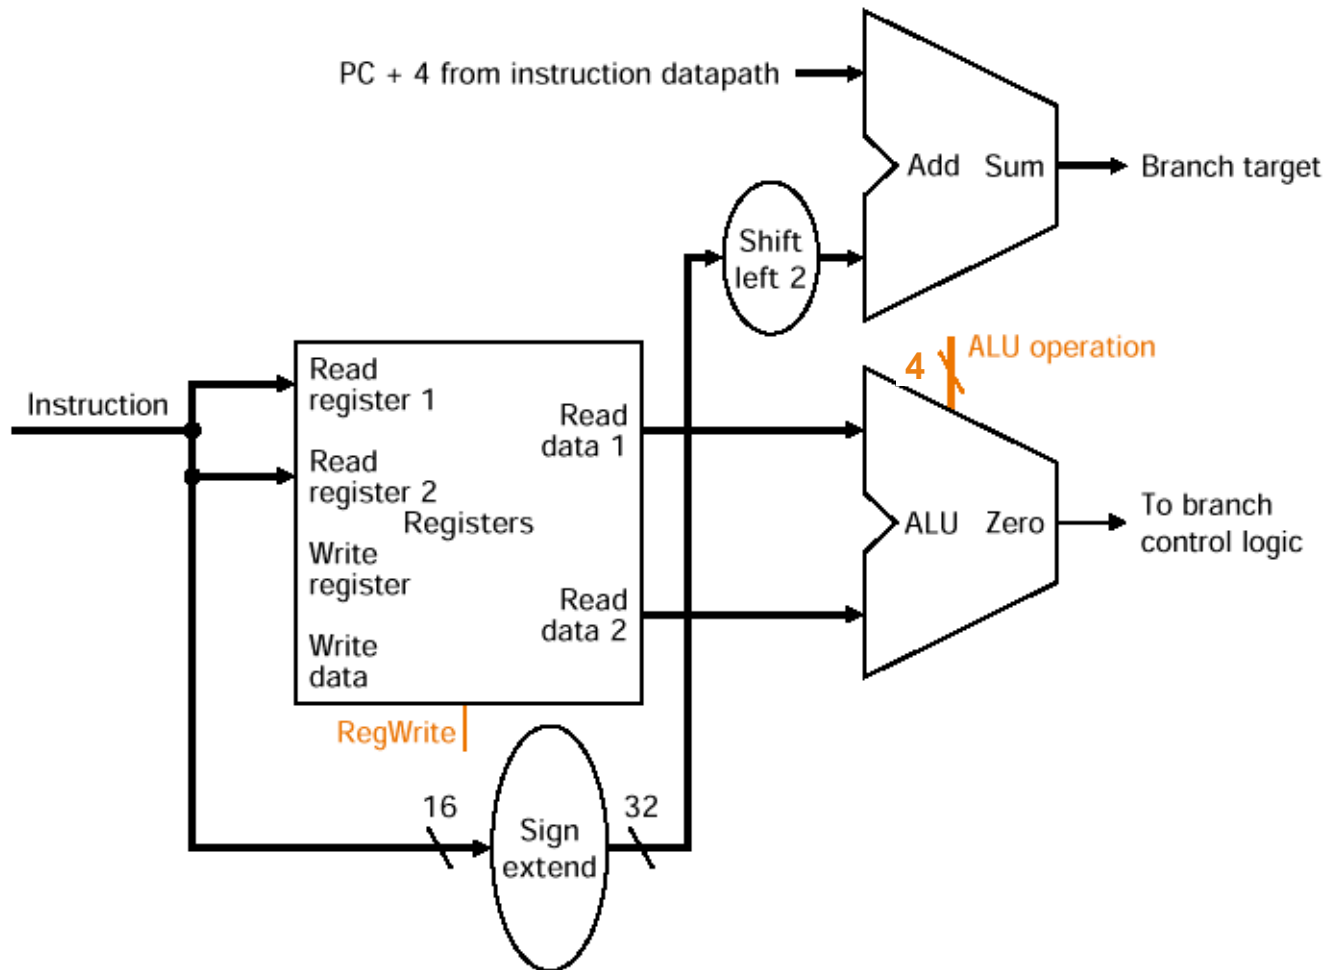 PC + 4 from instruction datapath
Add Sum
Branch target
Shift
left 2
4
ALU operation
Instruction
Read
register 1
Read
data 1
Read
register 2
Registers
ALU Zero
To branch
control logic
Write
register
Read
data 2
Write
data
RegWrite
16
32
Sign
extend